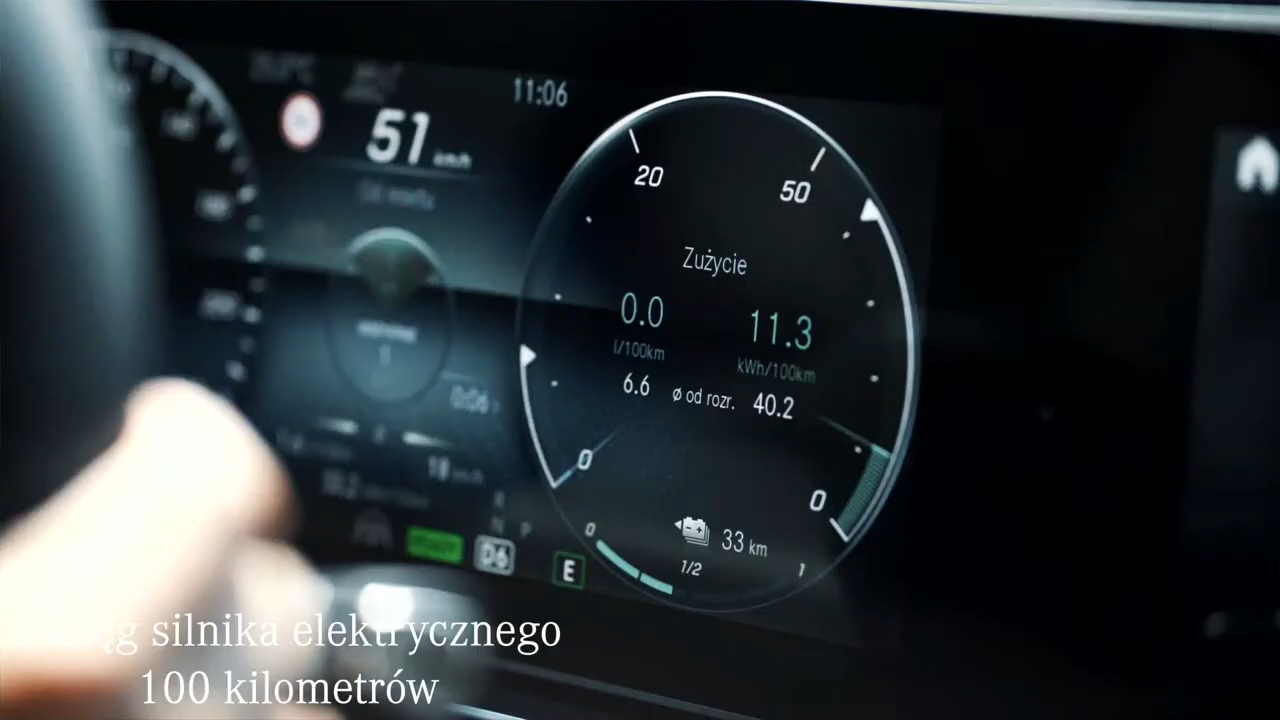 11:06
51 km/h
20
50
Zużycie
0.0
11.3
l/100km
kWh/100km
6.6 ø od rozr. 40.2
0
0
33 km
0
1/2
1
D6
E
silnika elektrycznego
100 kilometrów